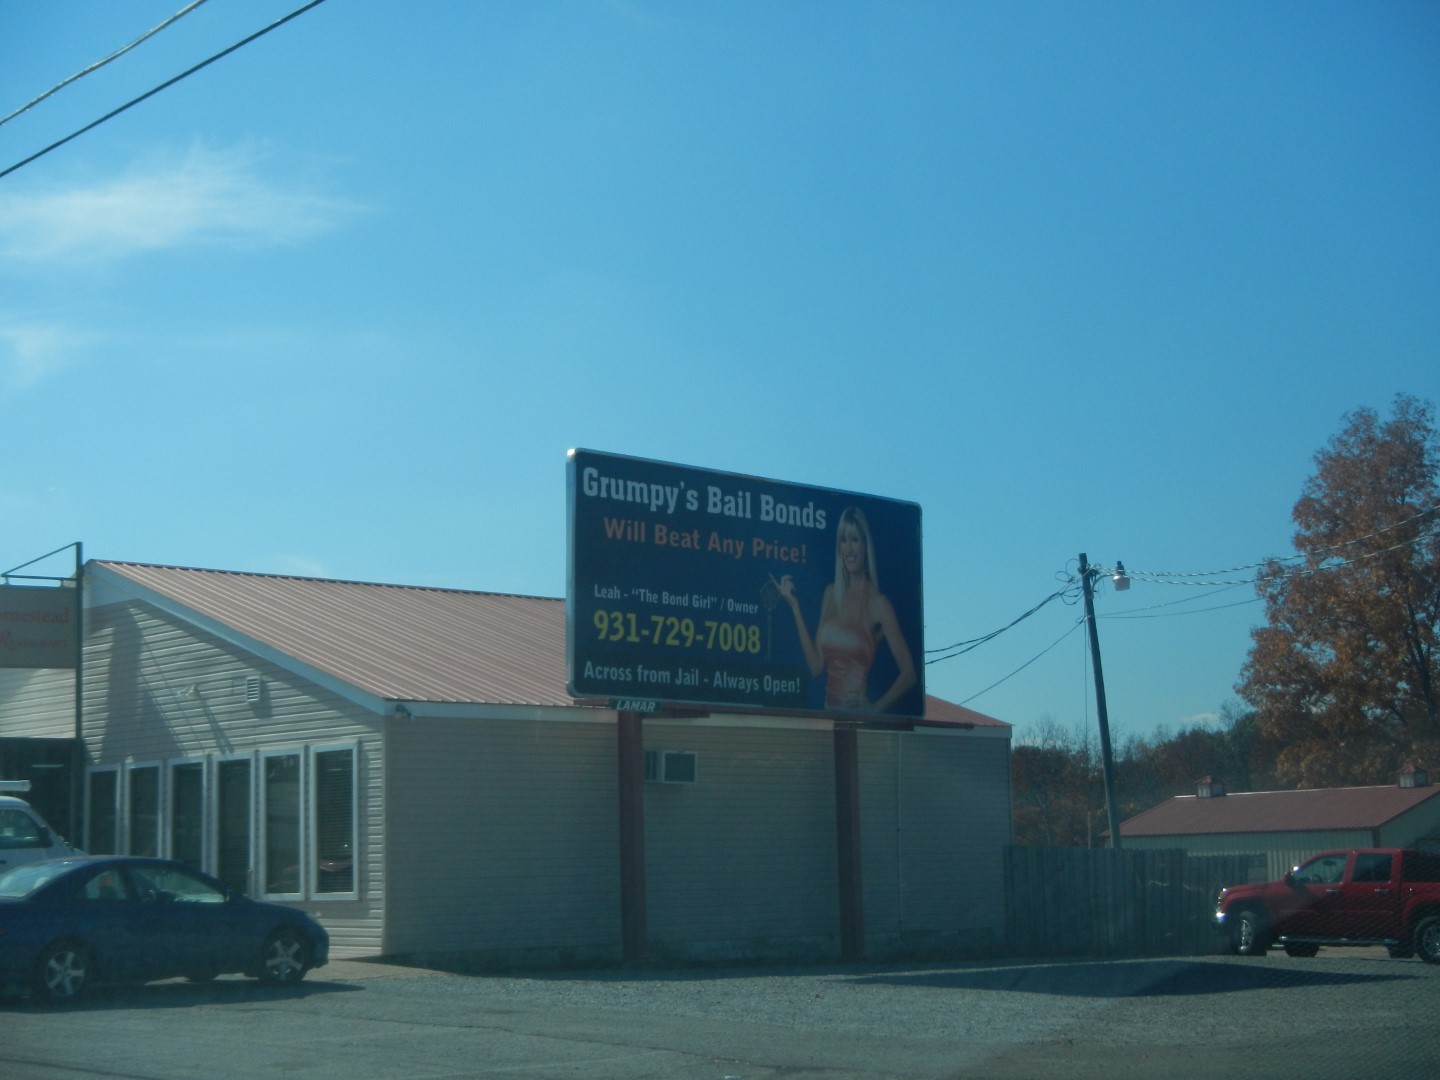 Grumpy's Bail Bonds
Will Beat Any Price!
Leah - "The Bond Girl" / Owner
931-729-7008
Across from Jail - Always Open!
LAMAR